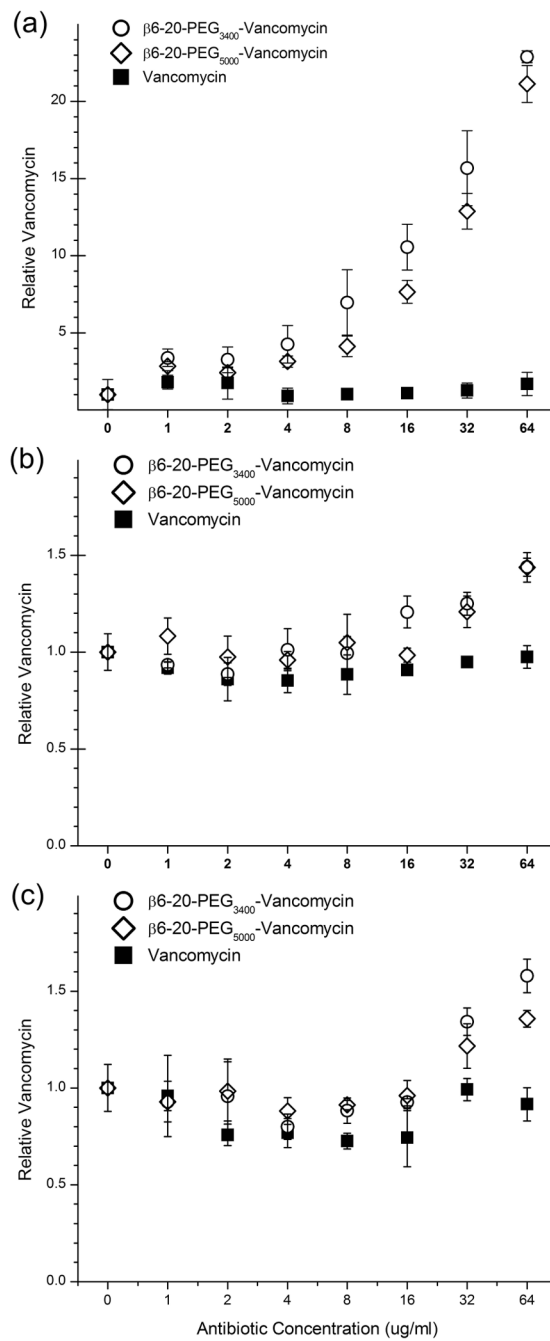 (a)
β6-20-PEG3400-Vancomycin
β6-20-PEG5000-Vancomycin
Vancomycin
Relative Vancomycin
20
15
10
5
0 1 2 4 8 16 32 64
(b)
β6-20-PEG3400-Vancomycin
β6-20-PEG5000-Vancomycin
Vancomycin
Relative Vancomycin
1.5
1.0
0.5
0.0
0 1 2 4 8 16 32 64
(c)
β6-20-PEG3400-Vancomycin
β6-20-PEG5000-Vancomycin
Vancomycin
Relative Vancomycin
1.5
1.0
0.5
0.0
0 1 2 4 8 16 32 64
Antibiotic Concentration (ug/ml)